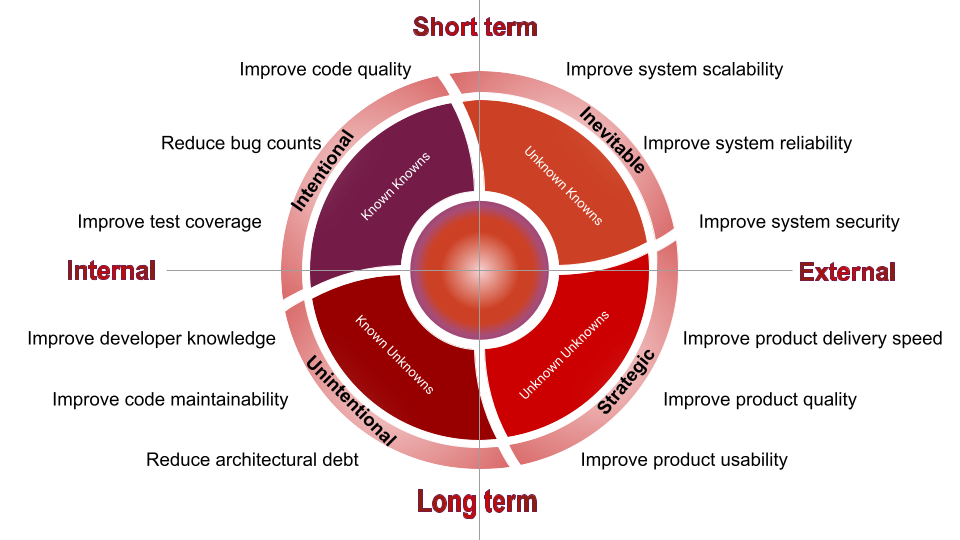 Short term
Improve code quality
Improve system scalability
Reduce bug counts
Intentional
Known Knowns
Unknown Knowns
Inevitable
Improve system reliability
Improve test coverage
Improve system security
Internal
External
Improve developer knowledge
Improve product delivery speed
Known Unknowns
Unknown Unknowns
Unintentional
Strategic
Improve code maintainability
Improve product quality
Reduce architectural debt
Improve product usability
Long term